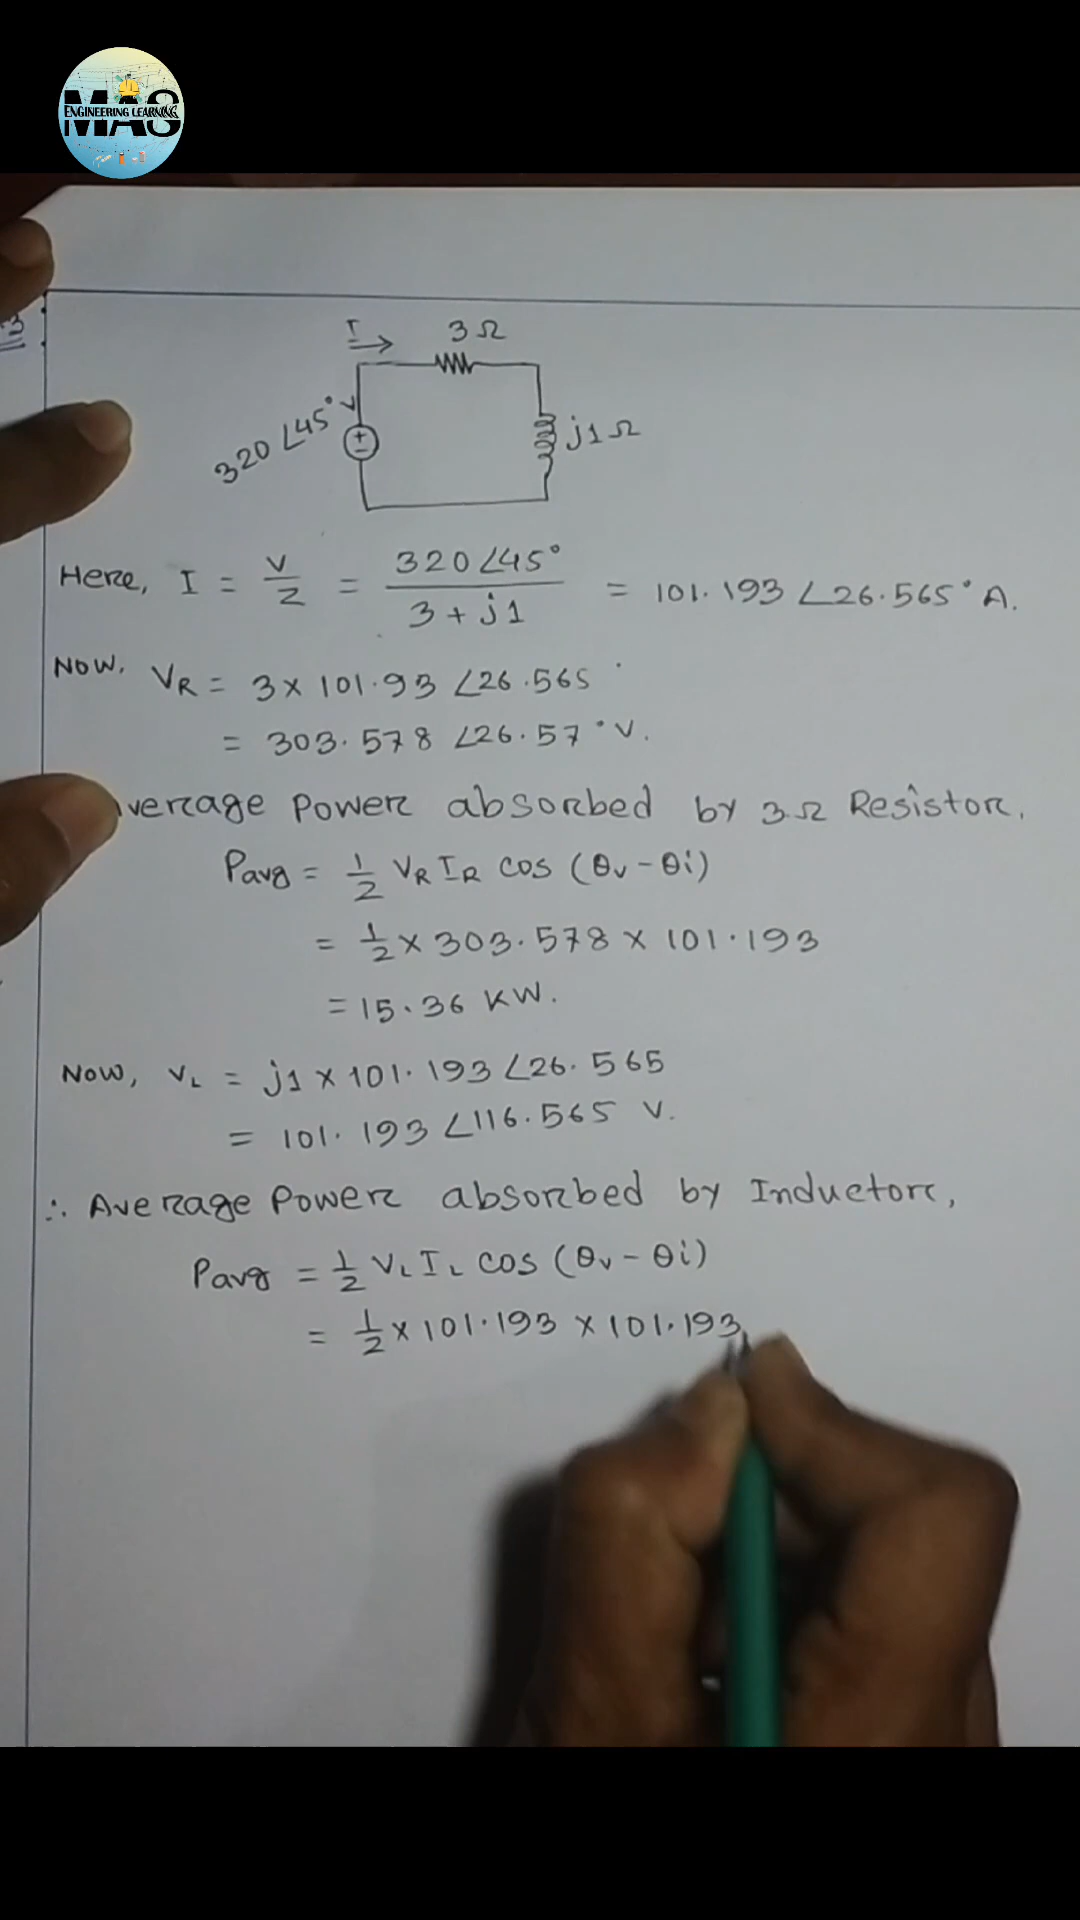 MAS
ENGINEERING LEARNING
I
3 Ω
320 ∠45° V
+
−
j1 Ω
Here, I = V/Z = 320 ∠45° / 3 + j1 = 101.193 ∠26.565° A.
Now, VR = 3 × 101.93 ∠26.565°
= 303.578 ∠26.57° V.
verage Power absorbed by 3Ω Resistor,
Pavg = 1/2 VR IR cos (θv - θi)
= 1/2 × 303.578 × 101.193
= 15.36 KW.
Now, VL = j1 × 101.193 ∠26.565
= 101.193 ∠116.565 V.
∴ Average Power absorbed by Inductor,
Pavg = 1/2 VL IL cos (θv - θi)
= 1/2 × 101.193 × 101.193